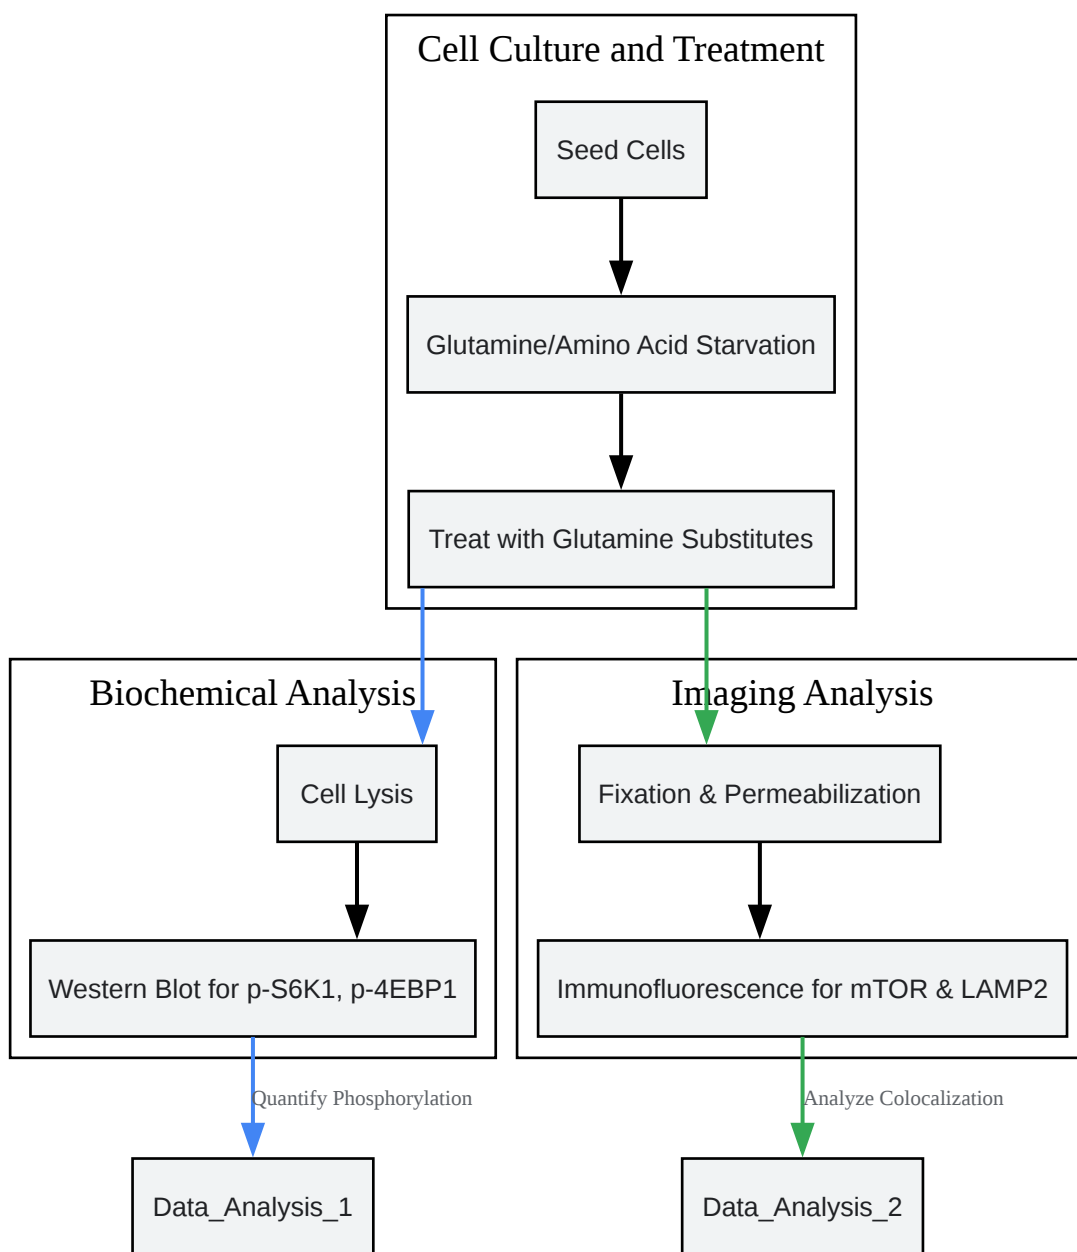 Cell Culture and Treatment
Seed Cells
Glutamine/Amino Acid Starvation
Treat with Glutamine Substitutes
Biochemical Analysis
Cell Lysis
Western Blot for p-S6K1, p-4EBP1
Quantify Phosphorylation
Data_Analysis_1
Imaging Analysis
Fixation & Permeabilization
Immunofluorescence for mTOR & LAMP2
Analyze Colocalization
Data_Analysis_2